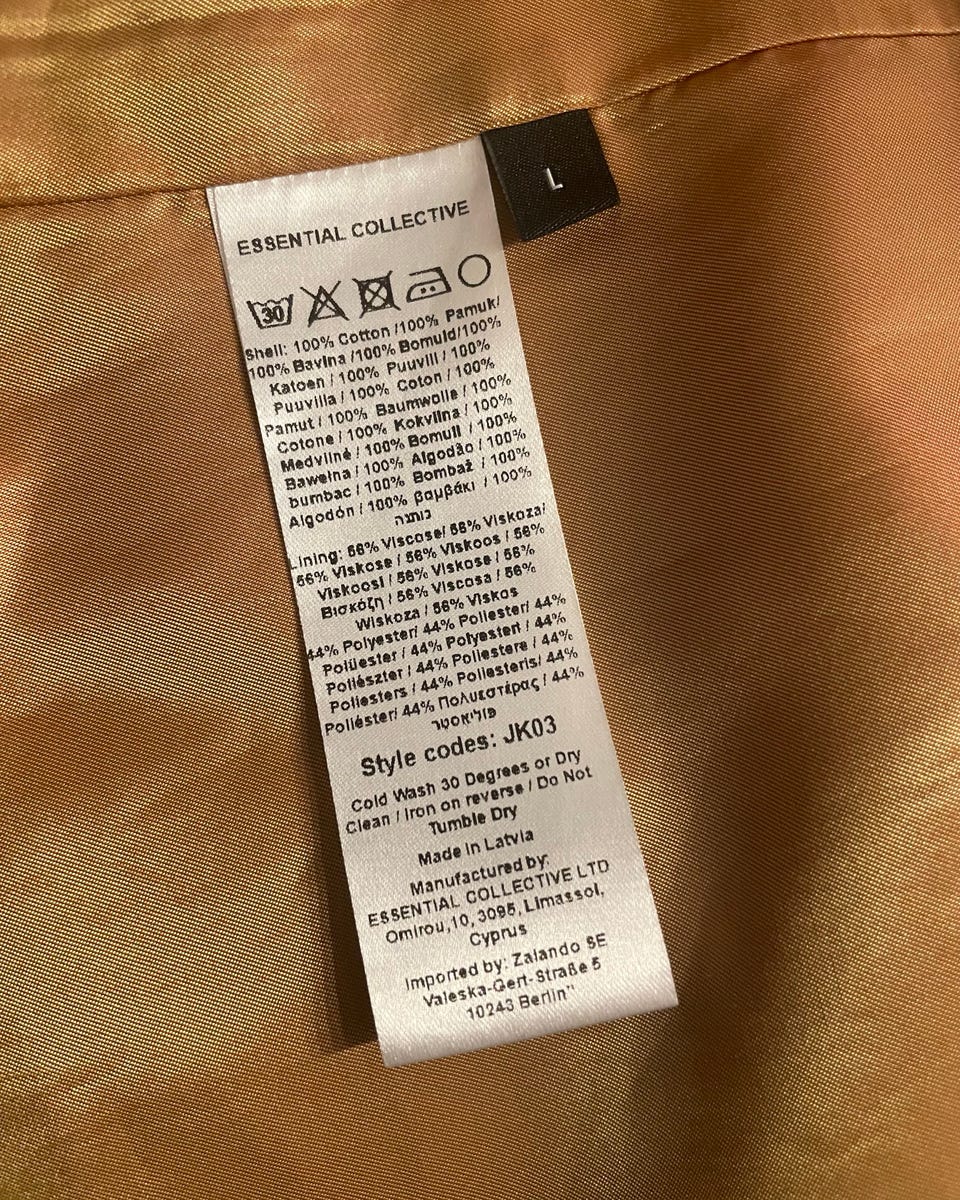 L
ESSENTIAL COLLECTIVE
30
Shell: 100% Cotton /100% Pamuk/
100% Bavlna /100% Bomuld/100%
Katoen / 100% Puuvill / 100%
Puuvilla / 100% Coton / 100%
Pamut / 100% Baumwolle / 100%
Cotone / 100% Kokvilna / 100%
Medvilnė / 100% Bomull / 100%
Bawełna / 100% Algodão / 100%
bumbac / 100% Bombaž / 100%
Algodón / 100% βαμβάκι / 100%
כותנה
Lining: 56% Viscose/ 56% Viskoza/
56% Viskose / 56% Viskoos / 56%
Viskoosi / 56% Viskose / 56%
Βισκόζη / 56% Viscosa / 56%
Wiskoza / 56% Viskos
44% Polyester/ 44% Poliester/ 44%
Polüester / 44% Polyesteri / 44%
Poliészter / 44% Poliestere / 44%
Poliesters / 44% Poliesteris/ 44%
Poliéster/ 44% Πολυεστέρας / 44%
פוליאסטר
Style codes: JK03
Cold Wash 30 Degrees or Dry
Clean / Iron on reverse / Do Not
Tumble Dry
Made in Latvia
Manufactured by:
ESSENTIAL COLLECTIVE LTD
Omirou,10, 3095, Limassol,
Cyprus
Imported by: Zalando SE
Valeska-Gert-Straße 5
10243 Berlin"